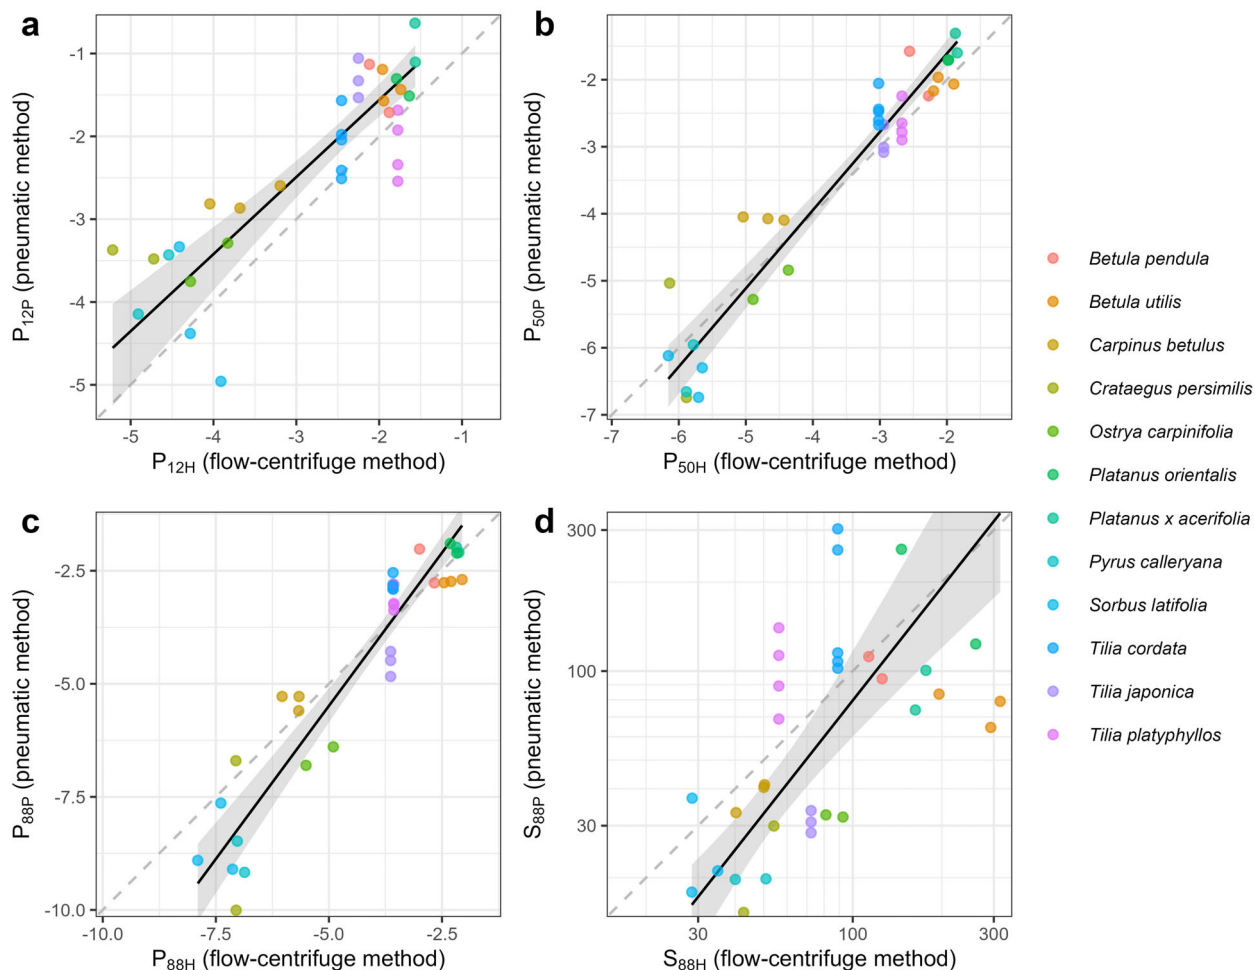 a
-1
-2
-3
-4
-5
P12P (pneumatic method)
-5 -4 -3 -2 -1
P12H (flow-centrifuge method)
b
-2
-3
-4
-5
-6
-7
P50P (pneumatic method)
-7 -6 -5 -4 -3 -2
P50H (flow-centrifuge method)
c
-2.5
-5.0
-7.5
-10.0
P88P (pneumatic method)
-10.0 -7.5 -5.0 -2.5
P88H (flow-centrifuge method)
d
300
100
30
S88P (pneumatic method)
30 100 300
S88H (flow-centrifuge method)
Betula pendula
Betula utilis
Carpinus betulus
Crataegus persimilis
Ostrya carpinifolia
Platanus orientalis
Platanus x acerifolia
Pyrus calleryana
Sorbus latifolia
Tilia cordata
Tilia japonica
Tilia platyphyllos